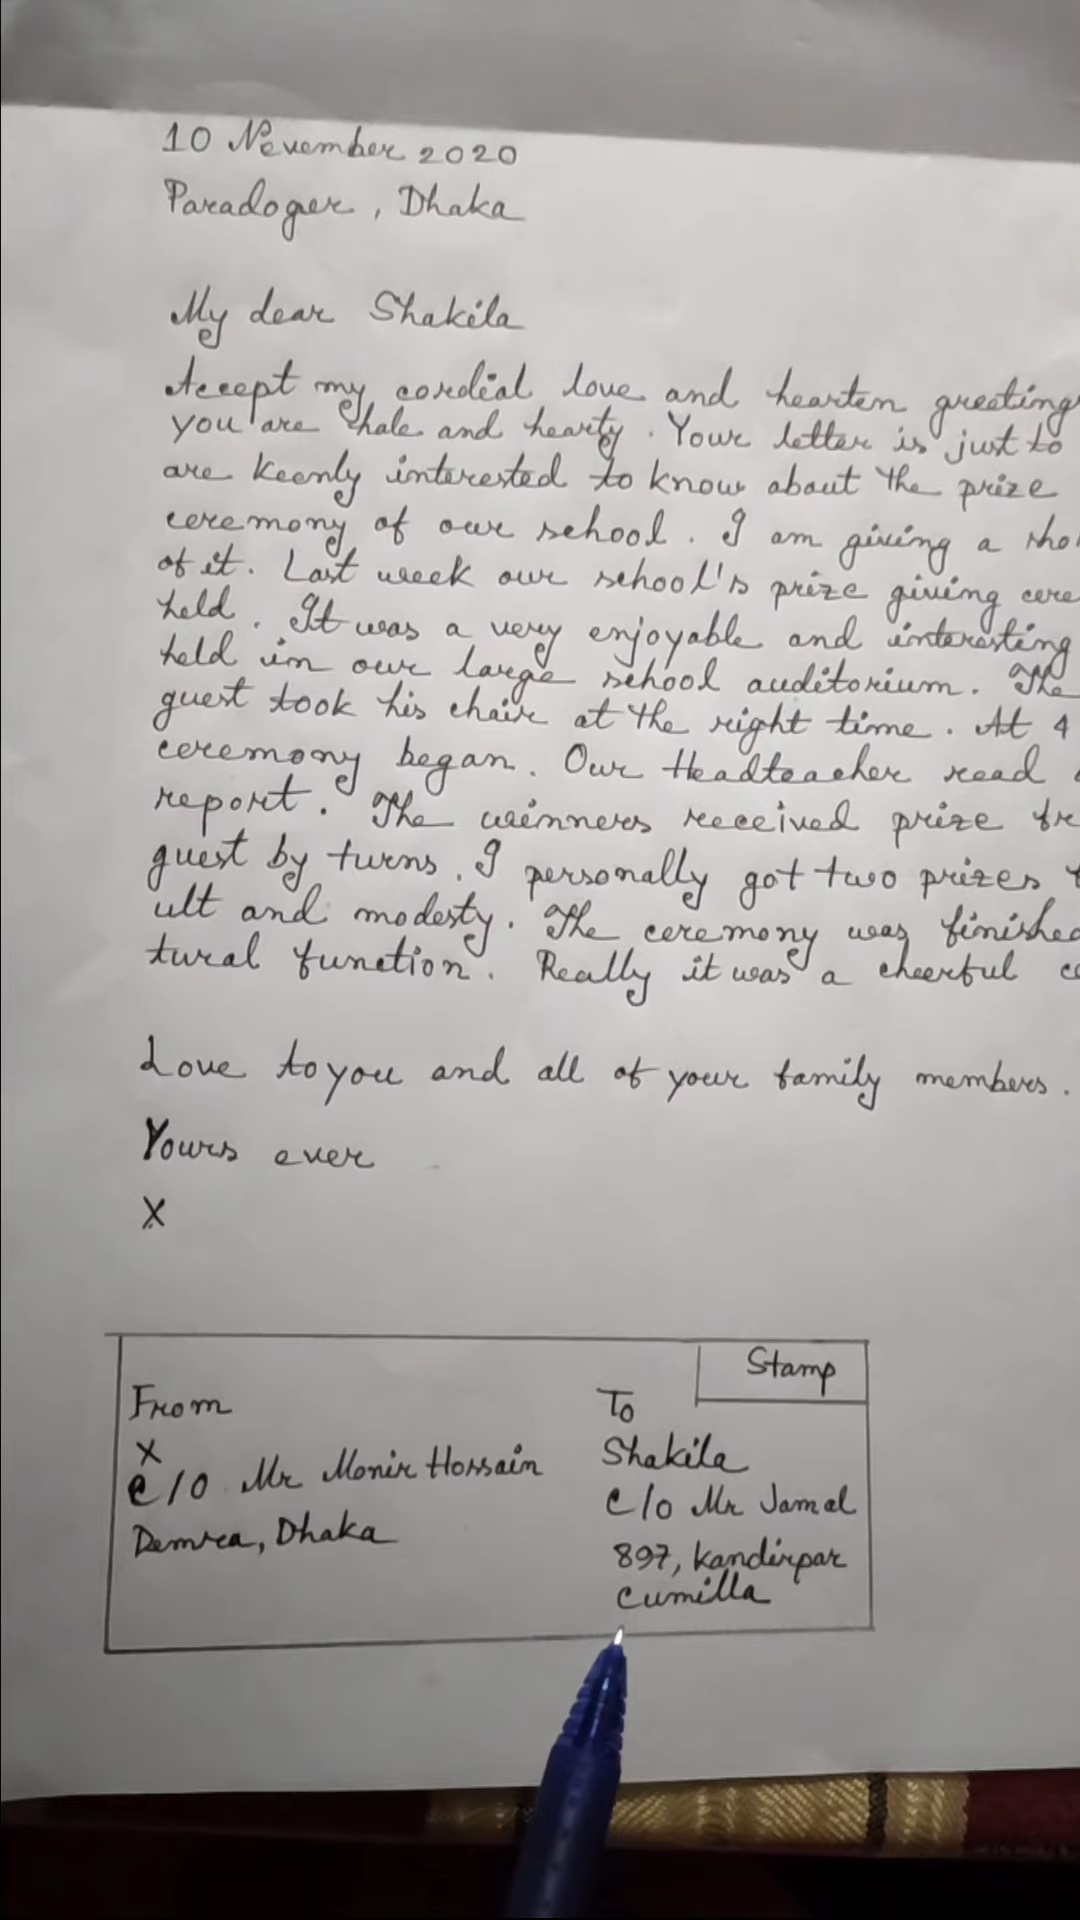 10 November 2020
Paradoger, Dhaka
My dear Shakila
Accept my cordial love and hearten greeting
you are hale and hearty. Your letter is just to
are keenly interested to know about the prize
ceremony of our school. I am giving a sho
of it. Last week our school's prize giving cere
held. It was a very enjoyable and interesting
held in our large school auditorium. The
guest took his chair at the right time. At 4
ceremony began. Our Headteacher read
report. The winners received prize fr
guest by turns. I personally got two prizes
ult and modesty. The ceremony was finished
tural function. Really it was a cheerful ce
Love to you and all of your family members.
Yours ever
X
Stamp
From
X
C/O Mr Monir Hossain
Demra, Dhaka
To
Shakila
C/o Mr Jamal
897, Kandirpar
Cumilla